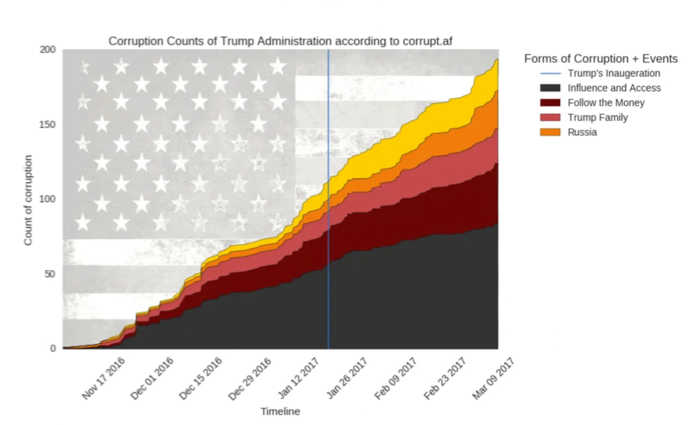 Corruption Counts of Trump Administration according to corrupt.af
200
150
100
50
0
Count of corruption
Nov 17 2016
Dec 01 2016
Dec 15 2016
Dec 29 2016
Jan 12 2017
Jan 26 2017
Feb 09 2017
Feb 23 2017
Mar 09 2017
Timeline
Forms of Corruption + Events
Trump's Inaugeration
Influence and Access
Follow the Money
Trump Family
Russia